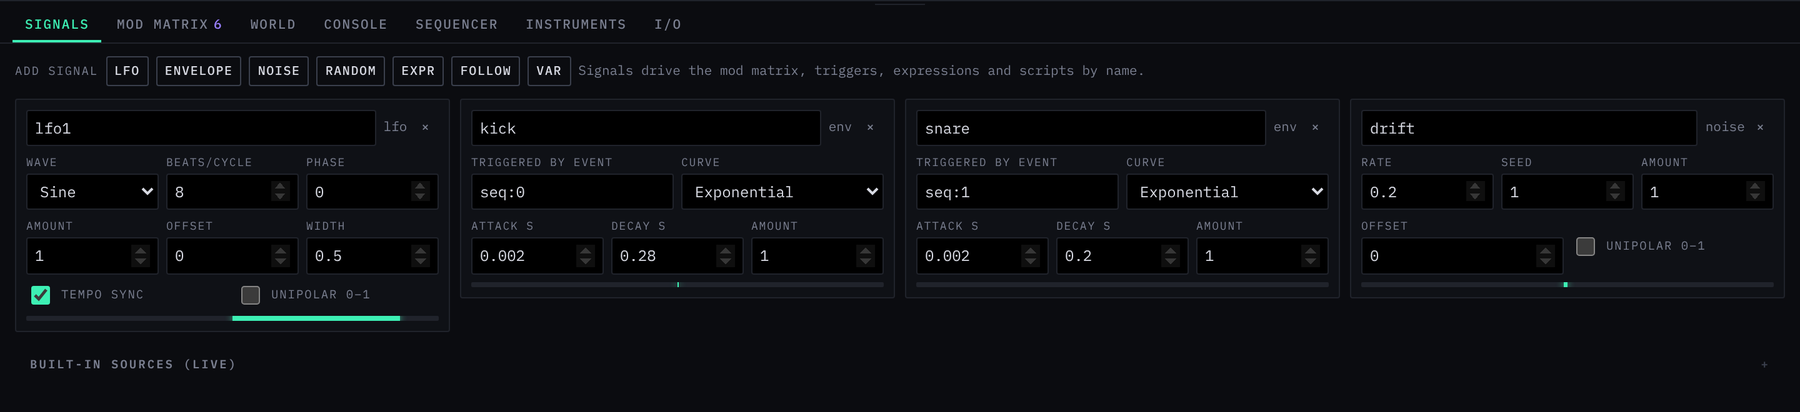 SIGNALS MOD MATRIX 6 WORLD CONSOLE SEQUENCER INSTRUMENTS I/O
ADD SIGNAL LFO ENVELOPE NOISE RANDOM EXPR FOLLOW VAR Signals drive the mod matrix, triggers, expressions and scripts by name.
lfo1 lfo ×
WAVE BEATS/CYCLE PHASE
Sine 8 0
AMOUNT OFFSET WIDTH
1 0 0.5
TEMPO SYNC UNIPOLAR 0–1
kick env ×
TRIGGERED BY EVENT CURVE
seq:0 Exponential
ATTACK S DECAY S AMOUNT
0.002 0.28 1
snare env ×
TRIGGERED BY EVENT CURVE
seq:1 Exponential
ATTACK S DECAY S AMOUNT
0.002 0.2 1
drift noise ×
RATE SEED AMOUNT
0.2 1 1
OFFSET
0 UNIPOLAR 0–1
BUILT-IN SOURCES (LIVE) +